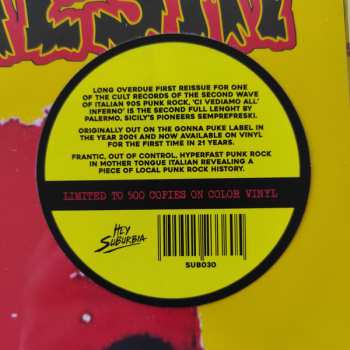 LONG OVERDUE FIRST REISSUE FOR ONE
OF THE CULT RECORDS OF THE SECOND WAVE
OF ITALIAN 90S PUNK ROCK, 'CI VEDIAMO ALL'
INFERNO' IS THE SECOND FULL LENGHT BY
PALERMO, SICILY'S PIONEERS SEMPREFRESKI.
ORIGINALLY OUT ON THE GONNA PUKE LABEL IN
THE YEAR 2001 AND NOW AVAILABLE ON VINYL
FOR THE FIRST TIME IN 21 YEARS.
FRANTIC, OUT OF CONTROL, HYPERFAST PUNK ROCK
IN MOTHER TONGUE ITALIAN REVEALING A
PIECE OF LOCAL PUNK ROCK HISTORY.
LIMITED TO 500 COPIES ON COLOR VINYL
HEY
SUBURBIA
SUB030